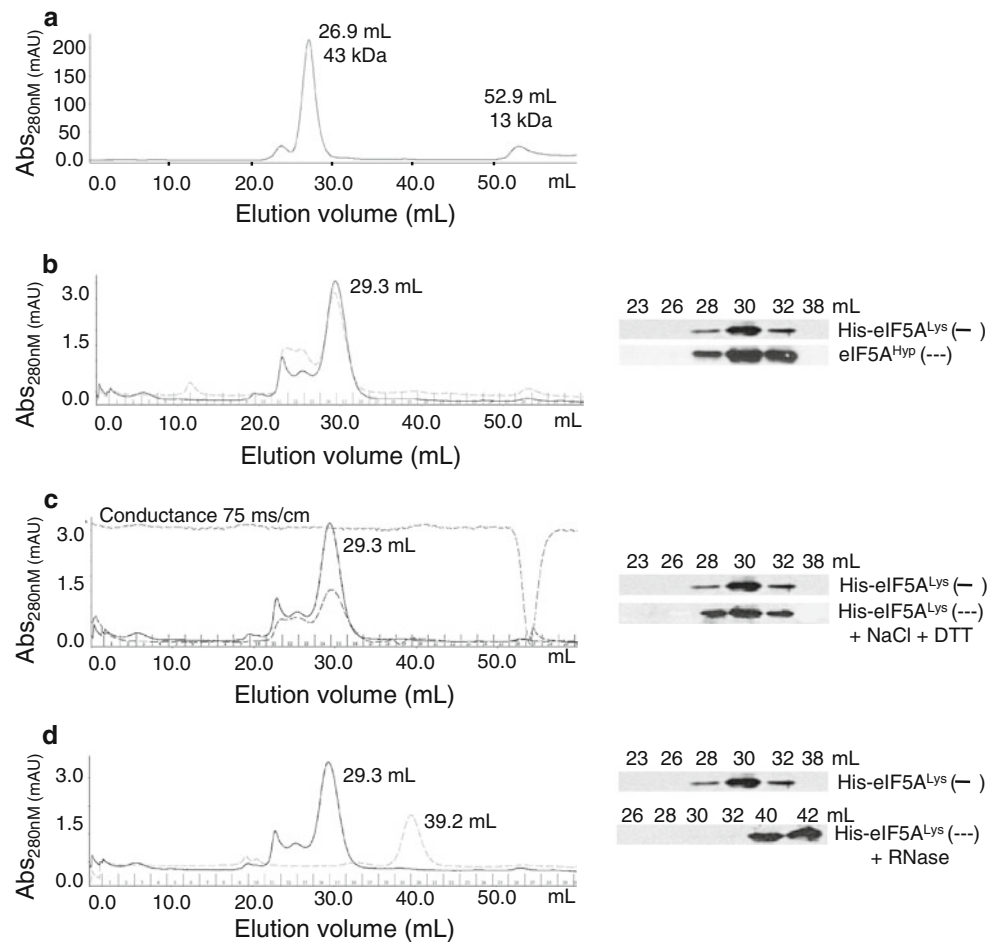 a
26.9 mL
43 kDa
52.9 mL
13 kDa
Abs280nM (mAU)
200
150
100
50
0.0
0.0 10.0 20.0 30.0 40.0 50.0 mL
Elution volume (mL)
b
29.3 mL
Abs280nM (mAU)
3.0
1.5
0.0
0.0 10.0 20.0 30.0 40.0 50.0 mL
Elution volume (mL)
23 26 28 30 32 38 mL
His-eIF5ALys (–)
eIF5AHyp (---)
c
Conductance 75 ms/cm
29.3 mL
Abs280nM (mAU)
3.0
1.5
0.0
0.0 10.0 20.0 30.0 40.0 50.0 mL
Elution volume (mL)
23 26 28 30 32 38 mL
His-eIF5ALys (–)
His-eIF5ALys (---)
+ NaCl + DTT
d
29.3 mL
39.2 mL
Abs280nM (mAU)
3.0
1.5
0.0
0.0 10.0 20.0 30.0 40.0 50.0 mL
Elution volume (mL)
23 26 28 30 32 38 mL
His-eIF5ALys (–)
26 28 30 32 40 42 mL
His-eIF5ALys (---)
+ RNase